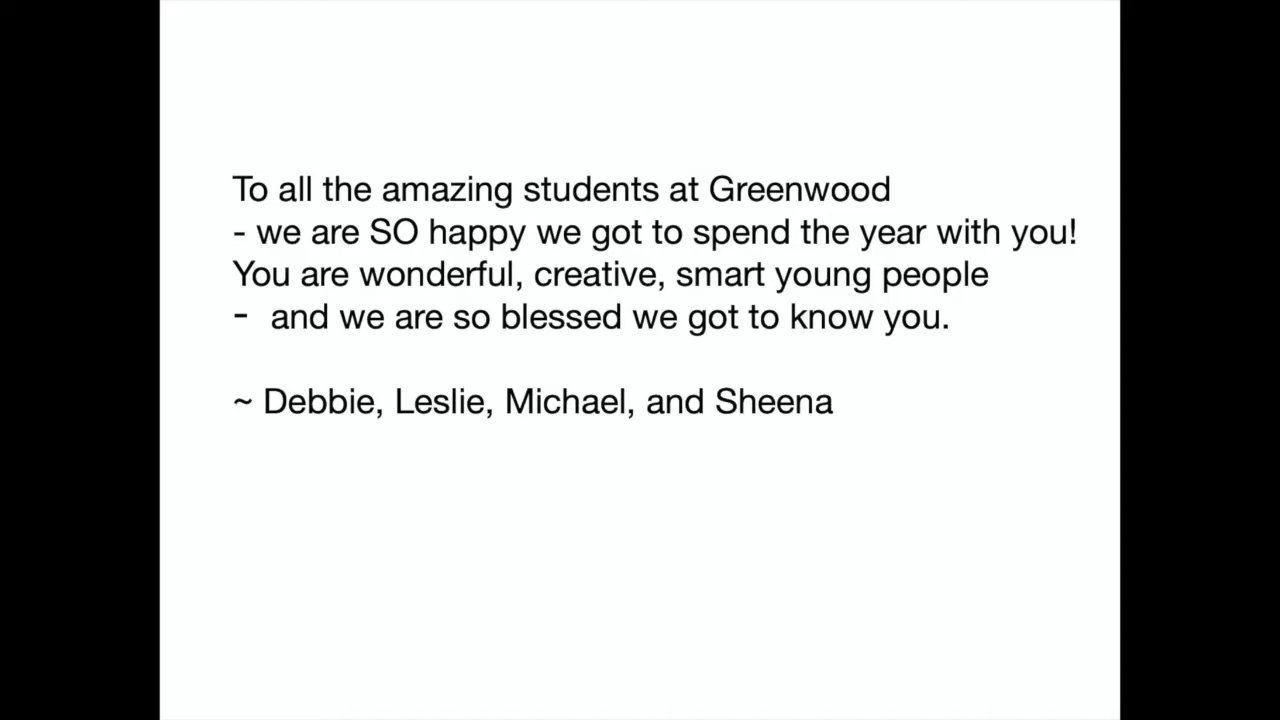 To all the amazing students at Greenwood
- we are SO happy we got to spend the year with you!
You are wonderful, creative, smart young people
- and we are so blessed we got to know you.
~ Debbie, Leslie, Michael, and Sheena